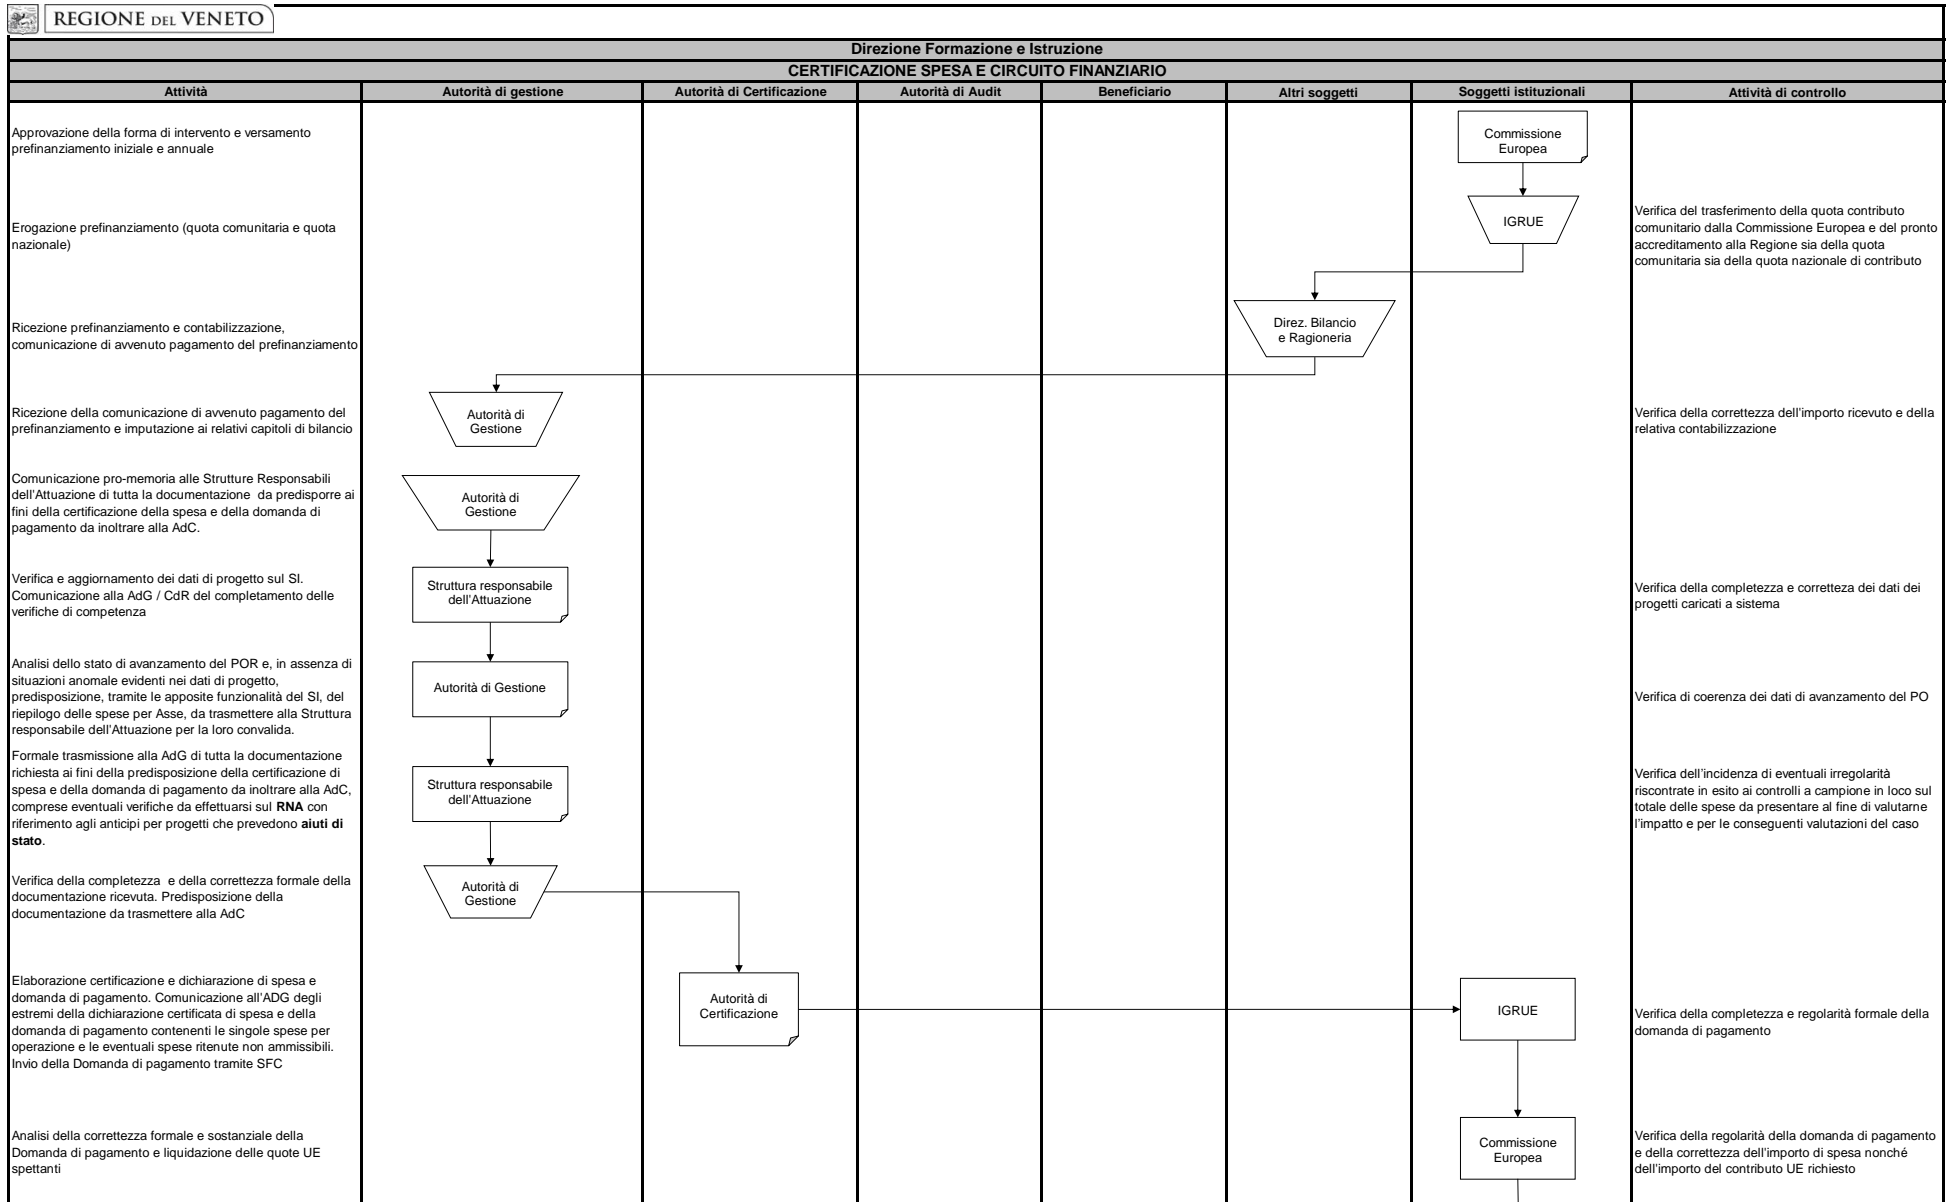 REGIONE DEL VENETO
Direzione Formazione e Istruzione
CERTIFICAZIONE SPESA E CIRCUITO FINANZIARIO
Attività
Autorità di gestione
Autorità di Certificazione
Autorità di Audit
Beneficiario
Altri soggetti
Soggetti istituzionali
Attività di controllo
Approvazione della forma di intervento e versamento
prefinanziamento iniziale e annuale
Commissione
Europea
Erogazione prefinanziamento (quota comunitaria e quota
nazionale)
IGRUE
Verifica del trasferimento della quota contributo
comunitario dalla Commissione Europea e del pronto
accreditamento alla Regione sia della quota
comunitaria sia della quota nazionale di contributo
Ricezione prefinanziamento e contabilizzazione,
comunicazione di avvenuto pagamento del prefinanziamento
Direz. Bilancio
e Ragioneria
Ricezione della comunicazione di avvenuto pagamento del
prefinanziamento e imputazione ai relativi capitoli di bilancio
Autorità di
Gestione
Verifica della correttezza dell'importo ricevuto e della
relativa contabilizzazione
Comunicazione pro-memoria alle Strutture Responsabili
dell'Attuazione di tutta la documentazione da predisporre ai
fini della certificazione della spesa e della domanda di
pagamento da inoltrare alla AdC.
Autorità di
Gestione
Verifica e aggiornamento dei dati di progetto sul SI.
Comunicazione alla AdG / CdR del completamento delle
verifiche di competenza
Struttura responsabile
dell'Attuazione
Verifica della completezza e corretteza dei dati dei
progetti caricati a sistema
Analisi dello stato di avanzamento del POR e, in assenza di
situazioni anomale evidenti nei dati di progetto,
predisposizione, tramite le apposite funzionalità del SI, del
riepilogo delle spese per Asse, da trasmettere alla Struttura
responsabile dell'Attuazione per la loro convalida.
Autorità di Gestione
Verifica di coerenza dei dati di avanzamento del PO
Formale trasmissione alla AdG di tutta la documentazione
richiesta ai fini della predisposizione della certificazione di
spesa e della domanda di pagamento da inoltrare alla AdC,
comprese eventuali verifiche da effettuarsi sul RNA con
riferimento agli anticipi per progetti che prevedono aiuti di
stato.
Struttura responsabile
dell'Attuazione
Verifica dell'incidenza di eventuali irregolarità
riscontrate in esito ai controlli a campione in loco sul
totale delle spese da presentare al fine di valutarne
l'impatto e per le conseguenti valutazioni del caso
Verifica della completezza e della correttezza formale della
documentazione ricevuta. Predisposizione della
documentazione da trasmettere alla AdC
Autorità di
Gestione
Elaborazione certificazione e dichiarazione di spesa e
domanda di pagamento. Comunicazione all'ADG degli
estremi della dichiarazione certificata di spesa e della
domanda di pagamento contenenti le singole spese per
operazione e le eventuali spese ritenute non ammissibili.
Invio della Domanda di pagamento tramite SFC
Autorità di
Certificazione
IGRUE
Verifica della completezza e regolarità formale della
domanda di pagamento
Analisi della correttezza formale e sostanziale della
Domanda di pagamento e liquidazione delle quote UE
spettanti
Commissione
Europea
Verifica della regolarità della domanda di pagamento
e della correttezza dell'importo di spesa nonché
dell'importo del contributo UE richiesto